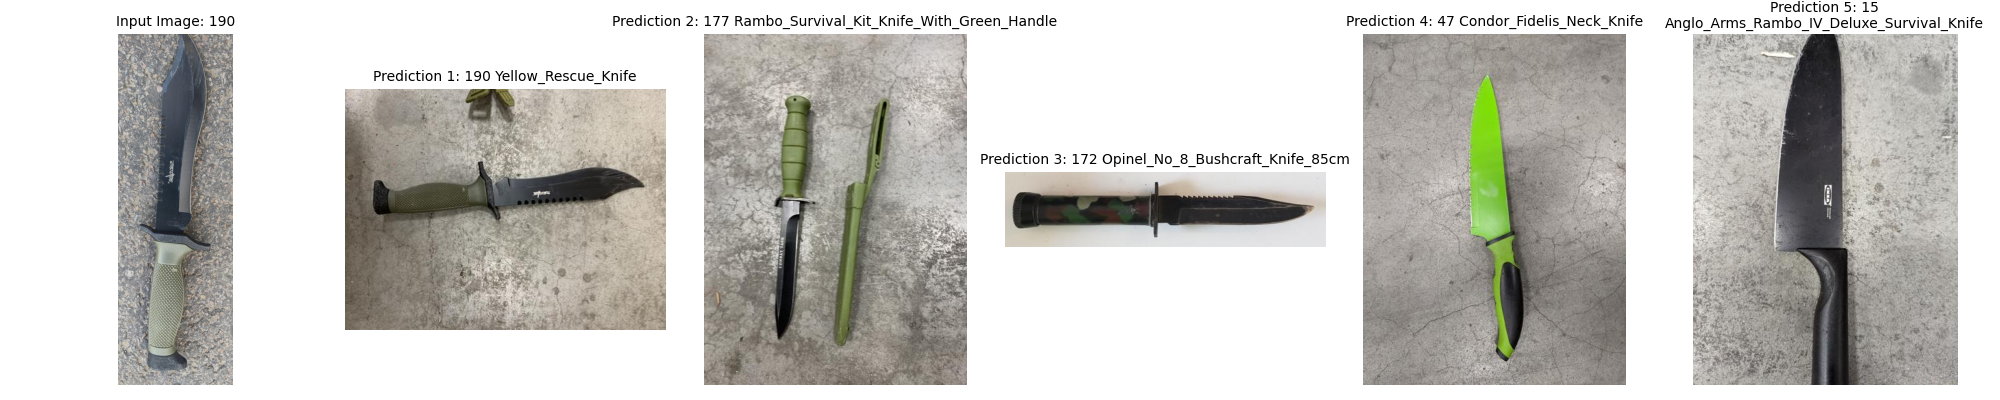 Input Image: 190
Prediction 1: 190 Yellow_Rescue_Knife
Prediction 2: 177 Rambo_Survival_Kit_Knife_With_Green_Handle
Prediction 3: 172 Opinel_No_8_Bushcraft_Knife_85cm
Prediction 4: 47 Condor_Fidelis_Neck_Knife
Prediction 5: 15
Anglo_Arms_Rambo_IV_Deluxe_Survival_Knife